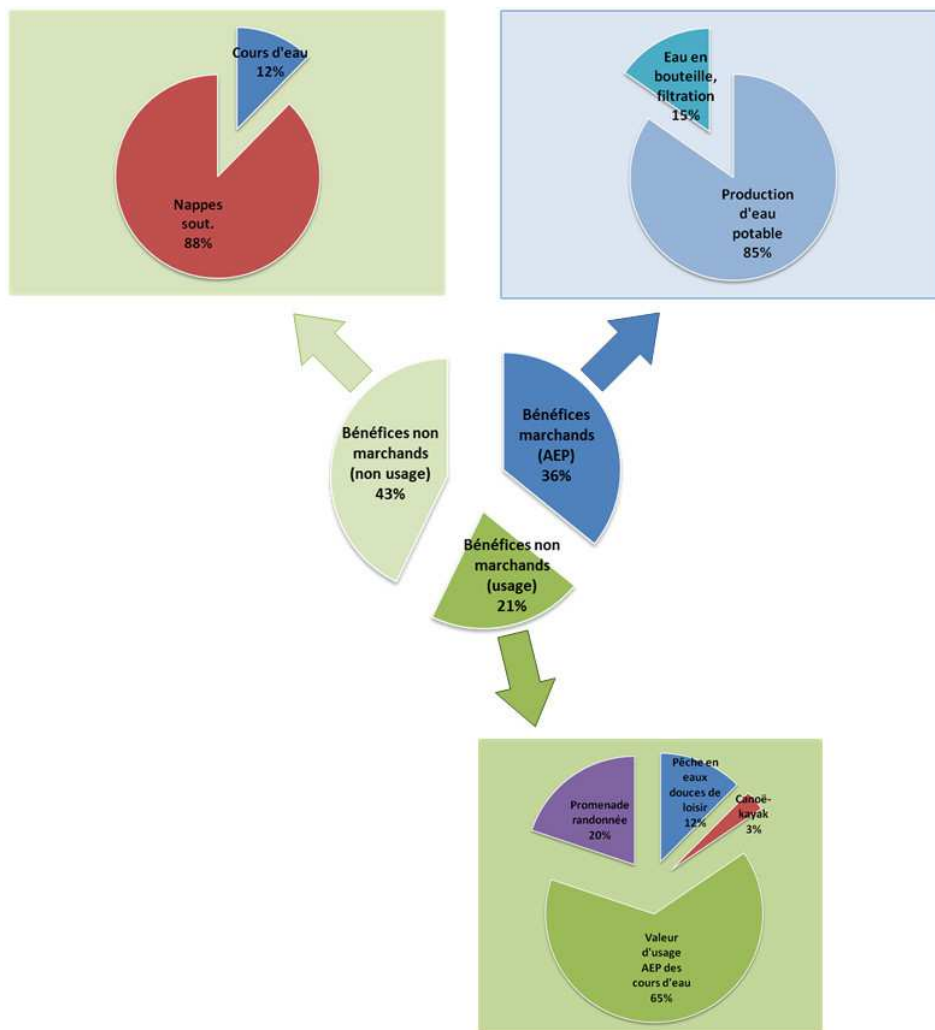 Cours d'eau
12%
Nappes
sout.
88%
Eau en
bouteille,
filtration
15%
Production
d'eau
potable
85%
Bénéfices non
marchands
(non usage)
43%
Bénéfices
marchands
(AEP)
36%
Bénéfices non
marchands
(usage)
21%
Promenade
randonnée
20%
Pêche en
eaux
douces de
loisir
12%
Canoë-
kayak
3%
Valeur
d'usage
AEP des
cours d'eau
65%